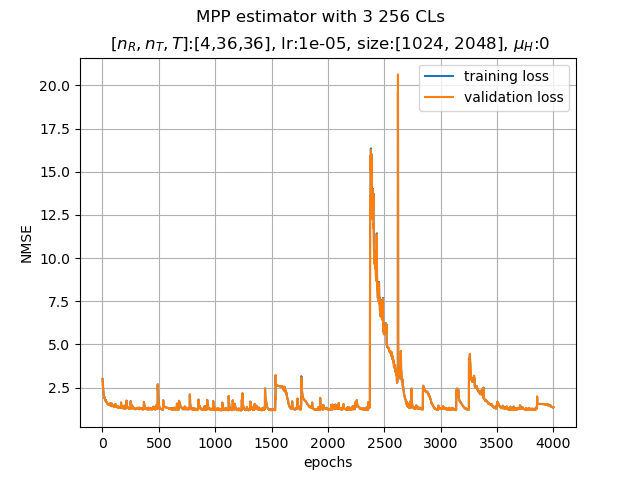 MPP estimator with 3 256 CLs
[n_R, n_T, T]:[4,36,36], lr:1e-05, size:[1024, 2048], μ_H:0
training loss
validation loss
20.0
17.5
15.0
12.5
10.0
7.5
5.0
2.5
NMSE
0 500 1000 1500 2000 2500 3000 3500 4000
epochs